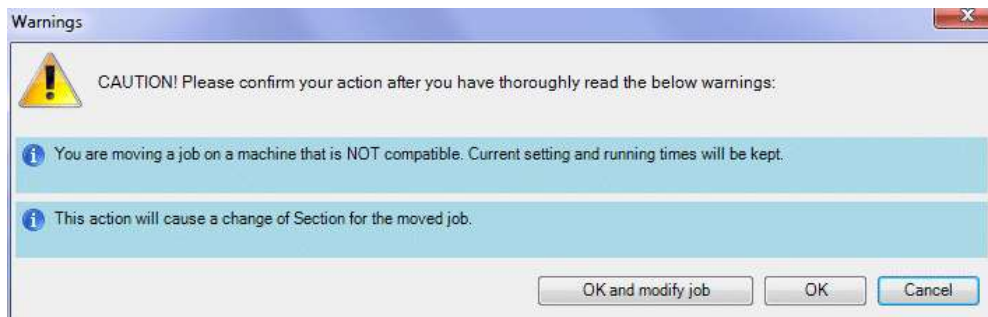 Warnings
CAUTION! Please confirm your action after you have thoroughly read the below warnings:
You are moving a job on a machine that is NOT compatible. Current setting and running times will be kept.
This action will cause a change of Section for the moved job.
OK and modify job OK Cancel